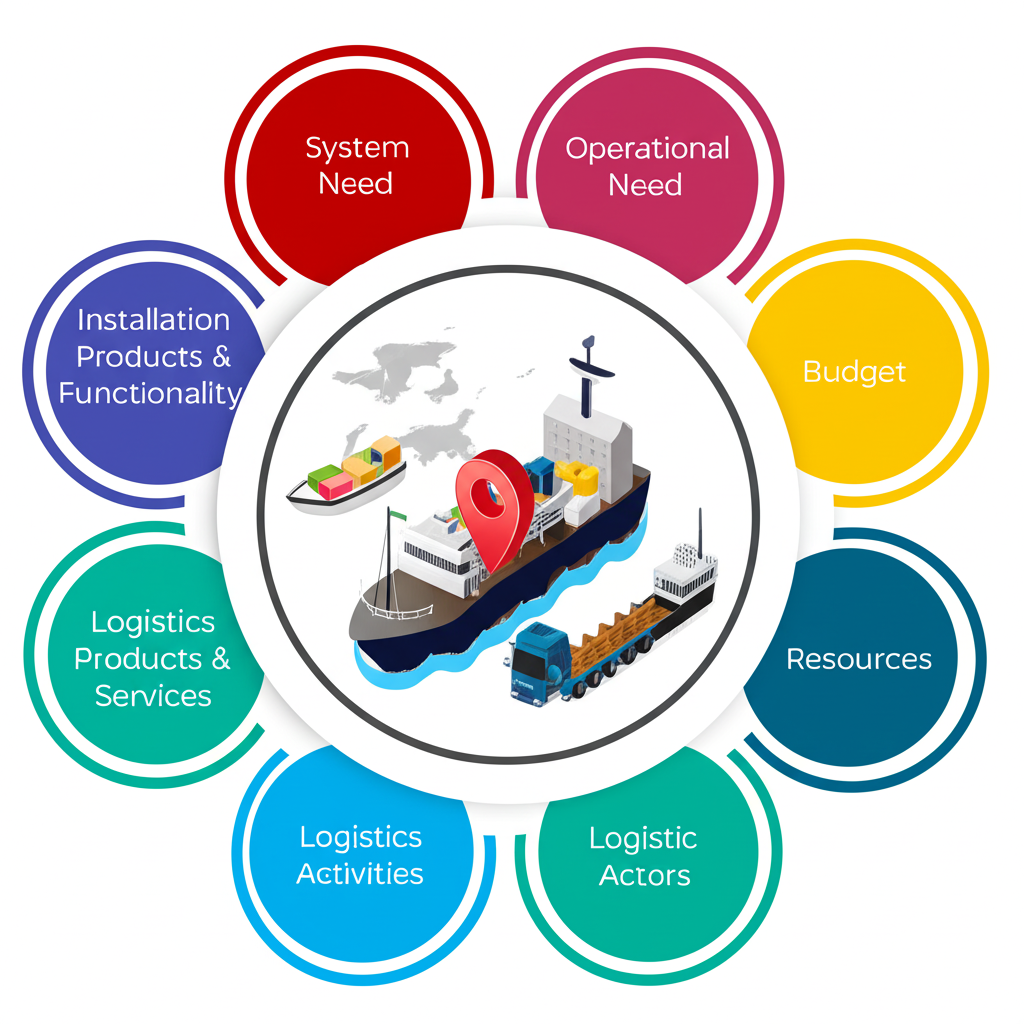 System
Need
Operational
Need
Installation
Products &
Functionality
Budget
Logistics
Products &
Services
Resources
Logistics
Activities
Logistic
Actors